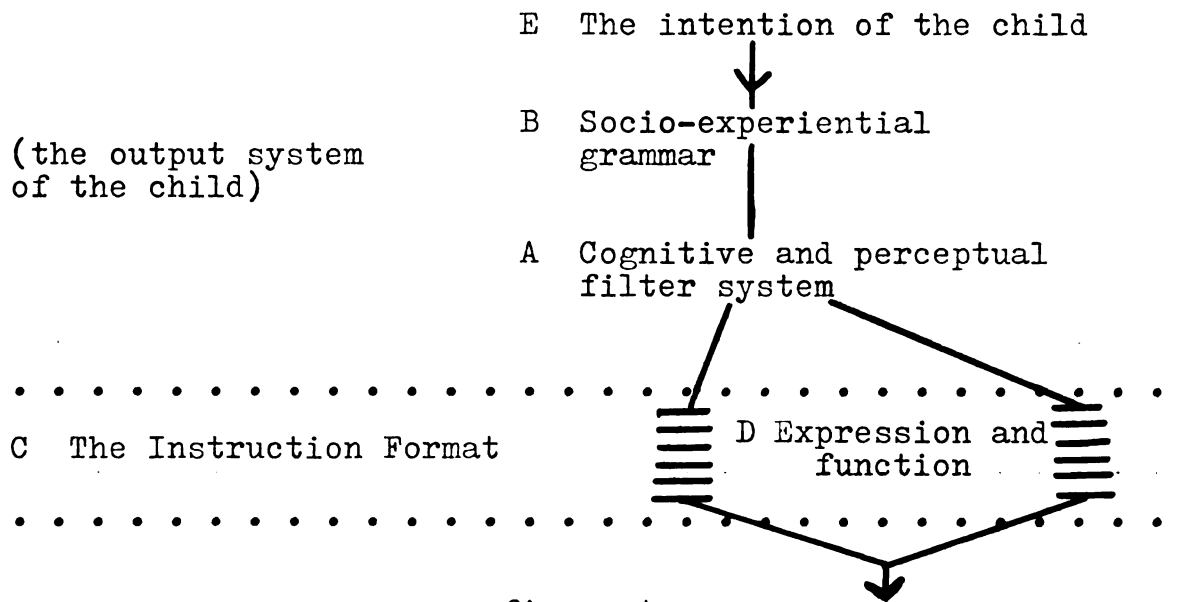 E The intention of the child
B Socio-experiential
grammar
(the output system
of the child)
A Cognitive and perceptual
filter system
C The Instruction Format
D Expression and
function